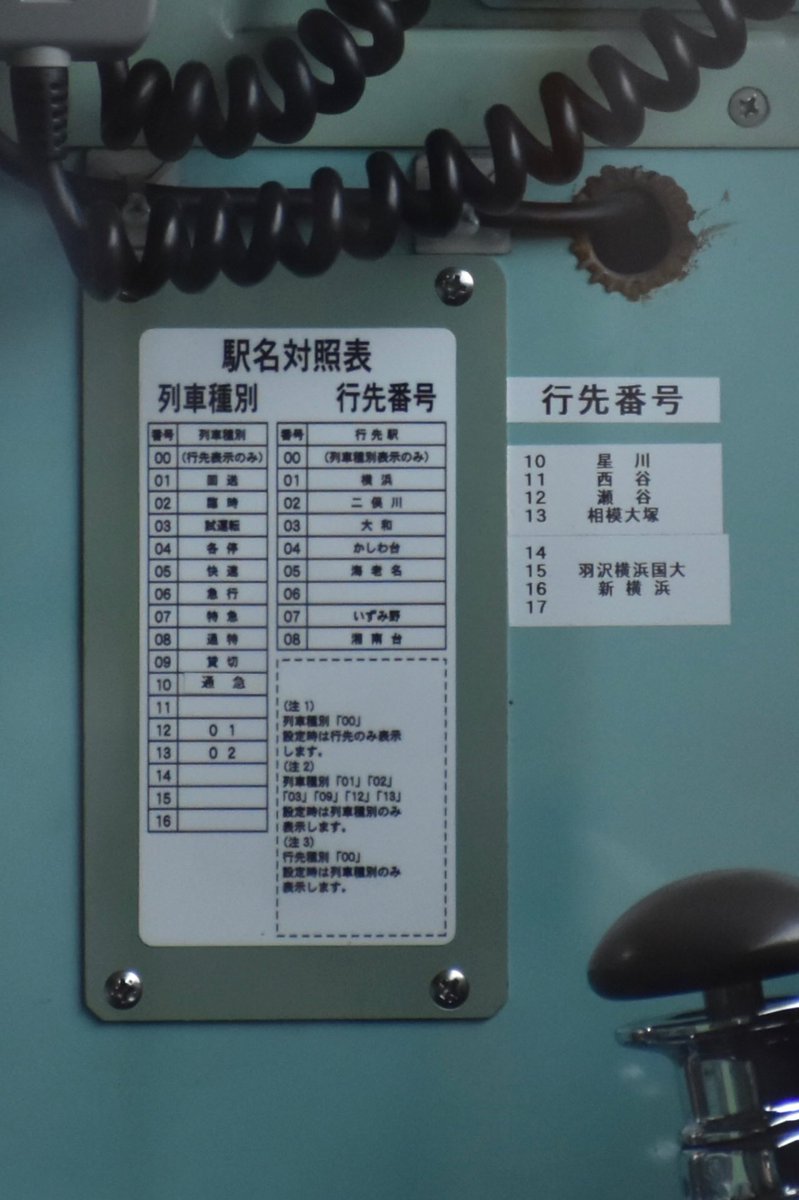 駅名対照表
列車種別 行先番号
番号 列車種別
00 (行先表示のみ)
01 回送
02 臨時
03 試運転
04 各停
05 快速
06 急行
07 特急
08 通特
09 貸切
10 通急
11
12 01
13 02
14
15
16
番号 行先駅
00 (列車種別表示のみ)
01 横浜
02 二俣川
03 大和
04 かしわ台
05 海老名
06
07 いずみ野
08 湘南台
(注1)
列車種別「00」
設定時は行先のみ表示
します。
(注2)
列車種別「01」「02」
「03」「09」「12」「13」
設定時は列車種別のみ
表示します。
(注3)
行先種別「00」
設定時は列車種別のみ
表示します。
行先番号
10 星川
11 西谷
12 瀬谷
13 相模大塚
14
15 羽沢横浜国大
16 新横浜
17